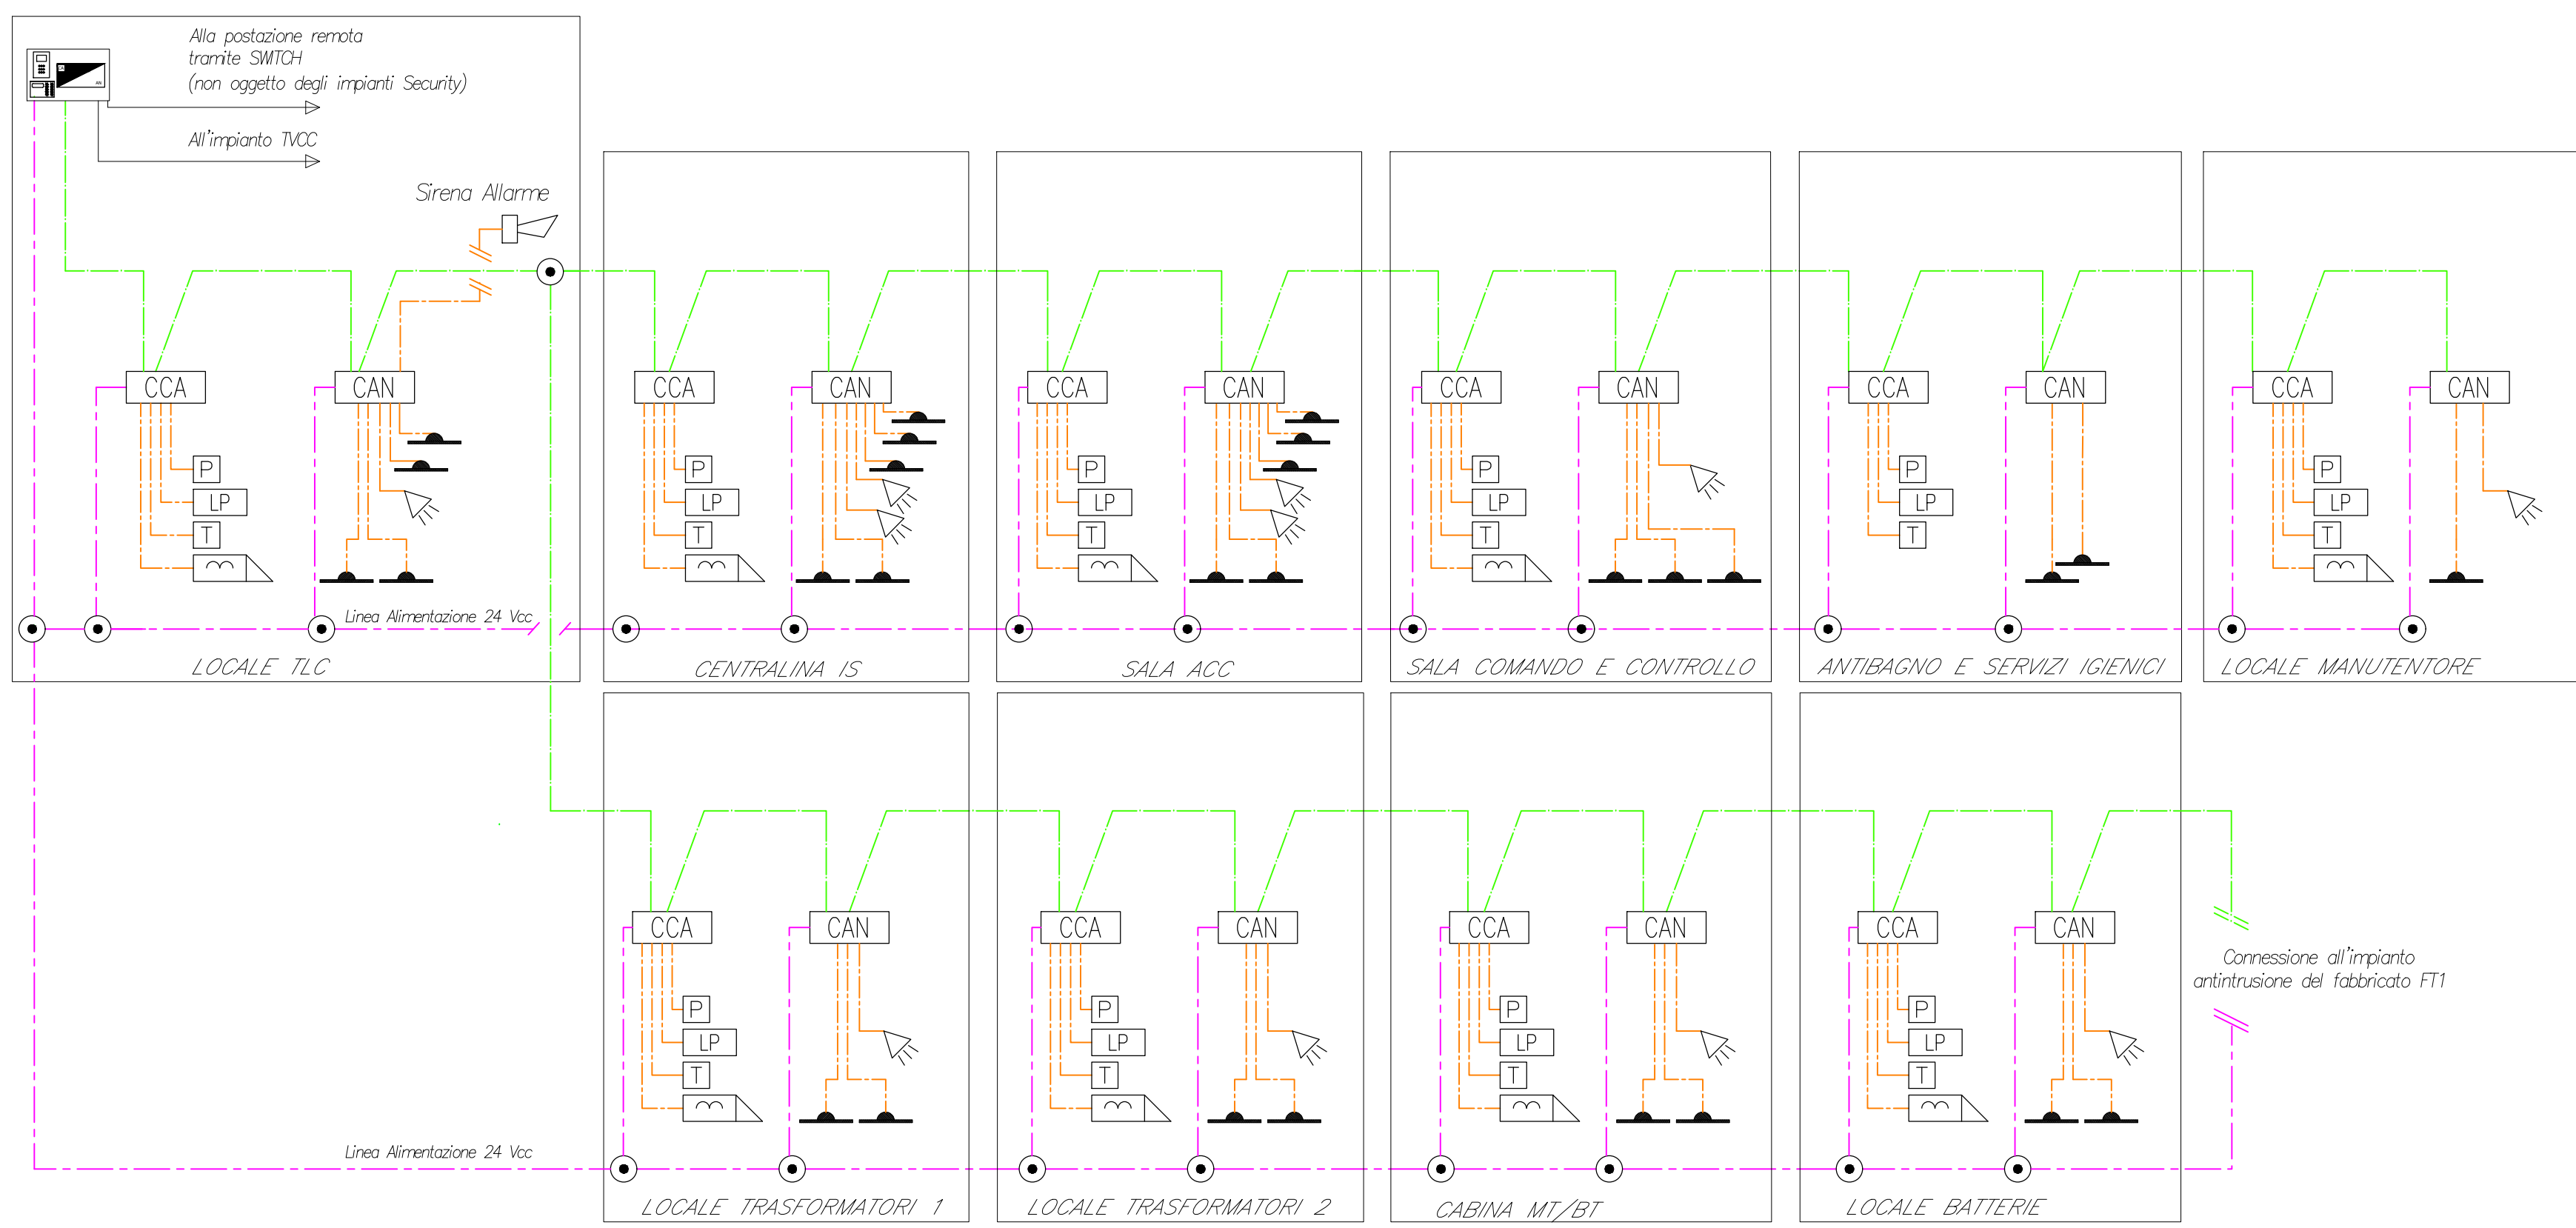 Alla postazione remota
tramite SWITCH
(non oggetto degli impianti Security)
All'impianto TVCC
Sirena Allarme
CCA
CAN
P
LP
T
Linea Alimentazione 24 Vcc
LOCALE TLC
CCA
CAN
P
LP
T
CENTRALINA IS
CCA
CAN
P
LP
T
SALA ACC
CCA
CAN
P
LP
T
SALA COMANDO E CONTROLLO
CCA
CAN
P
LP
T
ANTIBAGNO E SERVIZI IGIENICI
CCA
CAN
P
LP
T
LOCALE MANUTENTORE
Linea Alimentazione 24 Vcc
CCA
CAN
P
LP
T
LOCALE TRASFORMATORI 1
CCA
CAN
P
LP
T
LOCALE TRASFORMATORI 2
CCA
CAN
P
LP
T
CABINA MT/BT
CCA
CAN
P
LP
T
LOCALE BATTERIE
Connessione all'impianto
antintrusione del fabbricato FT1